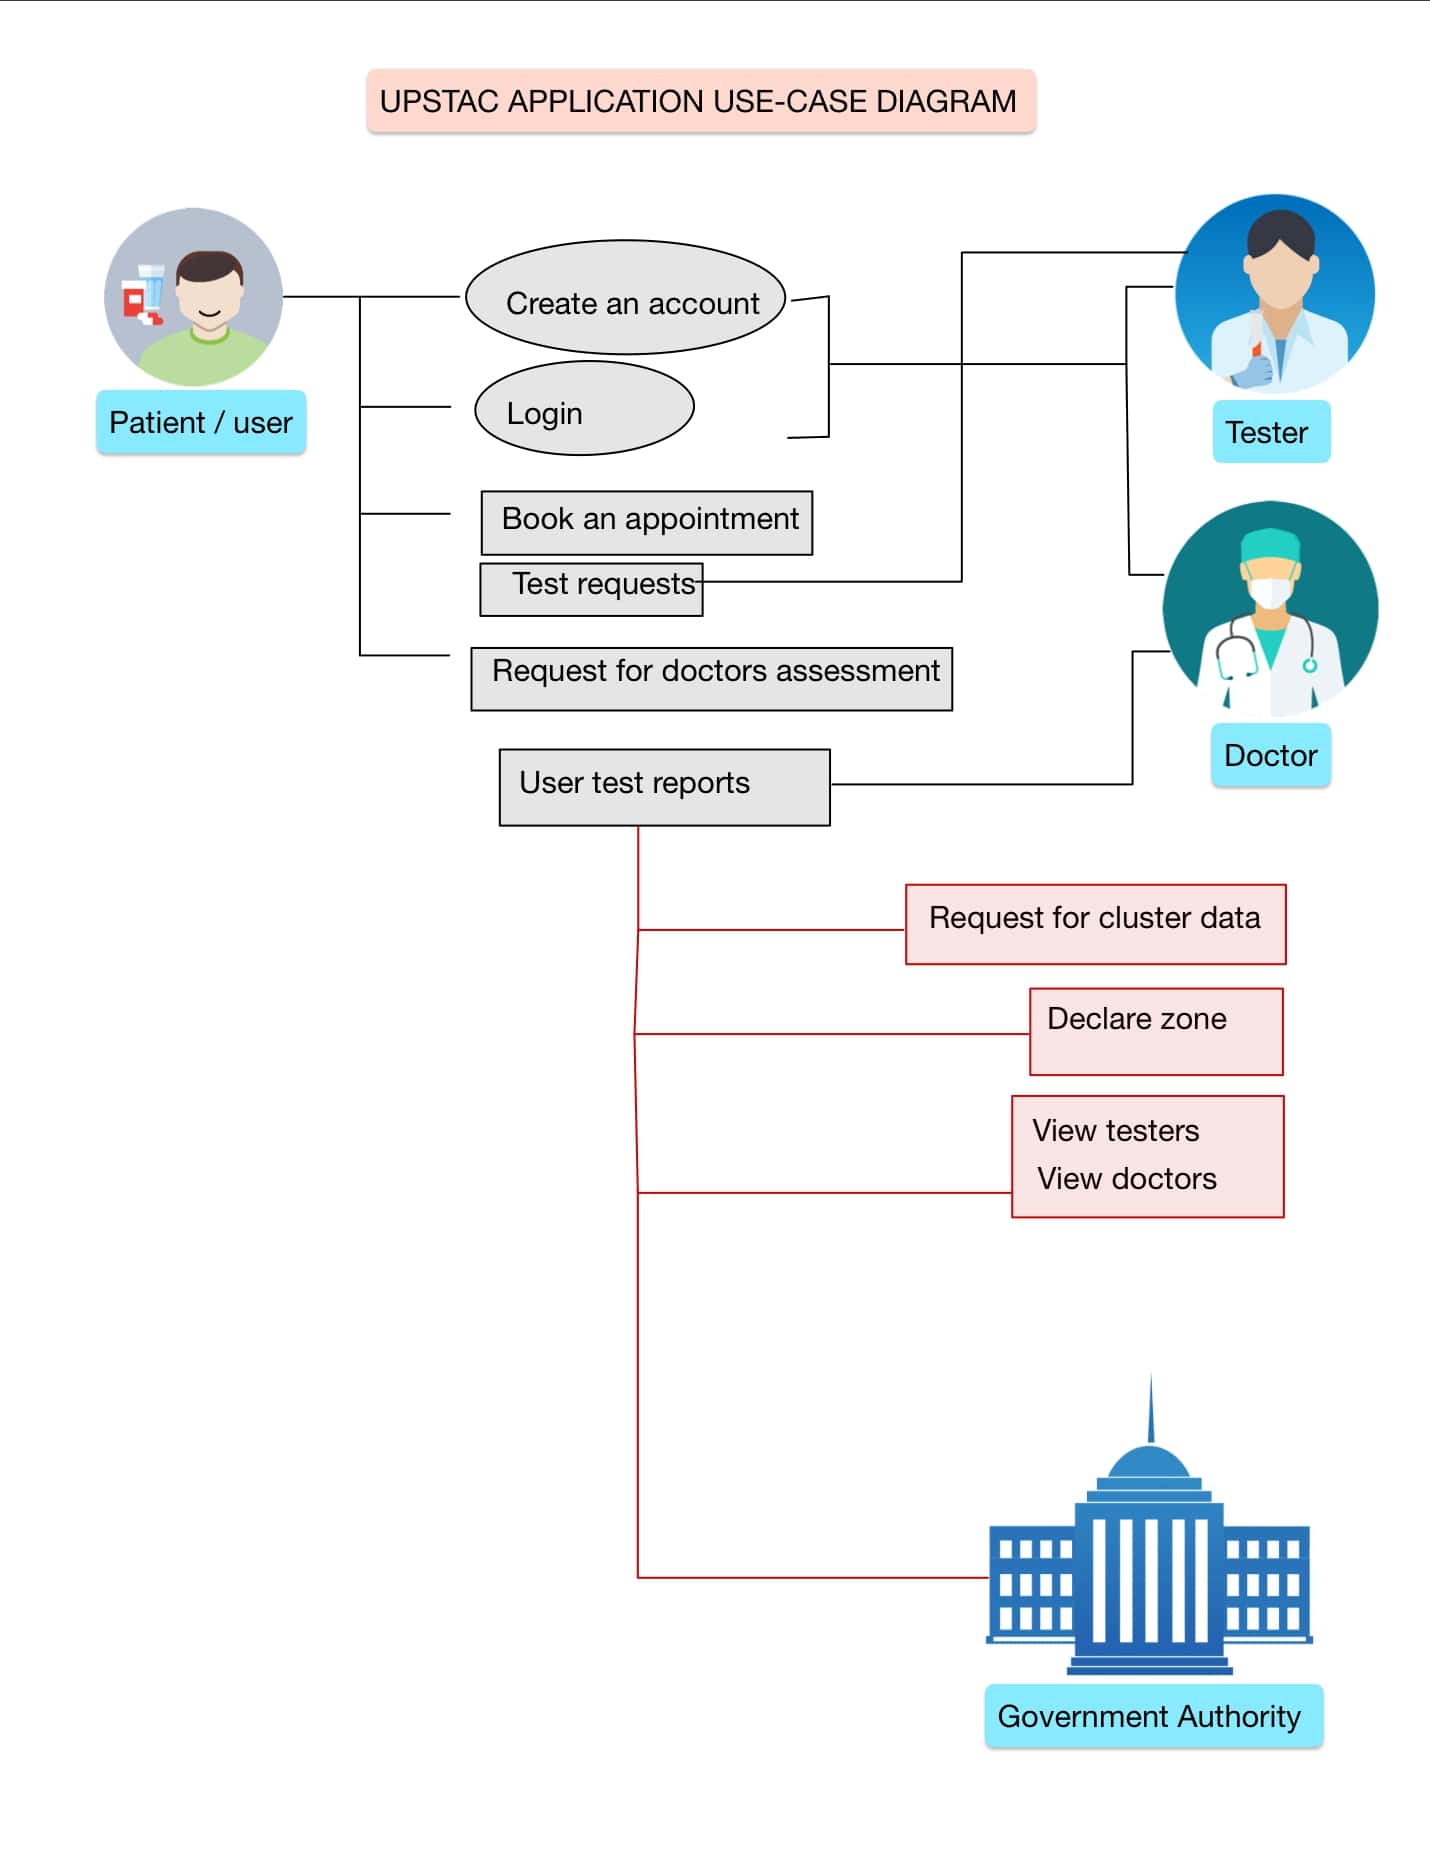 UPSTAC APPLICATION USE-CASE DIAGRAM
Create an account
Login
Patient / user
Tester
Book an appointment
Test requests
Request for doctors assessment
Doctor
User test reports
Request for cluster data
Declare zone
View testers
View doctors
Government Authority